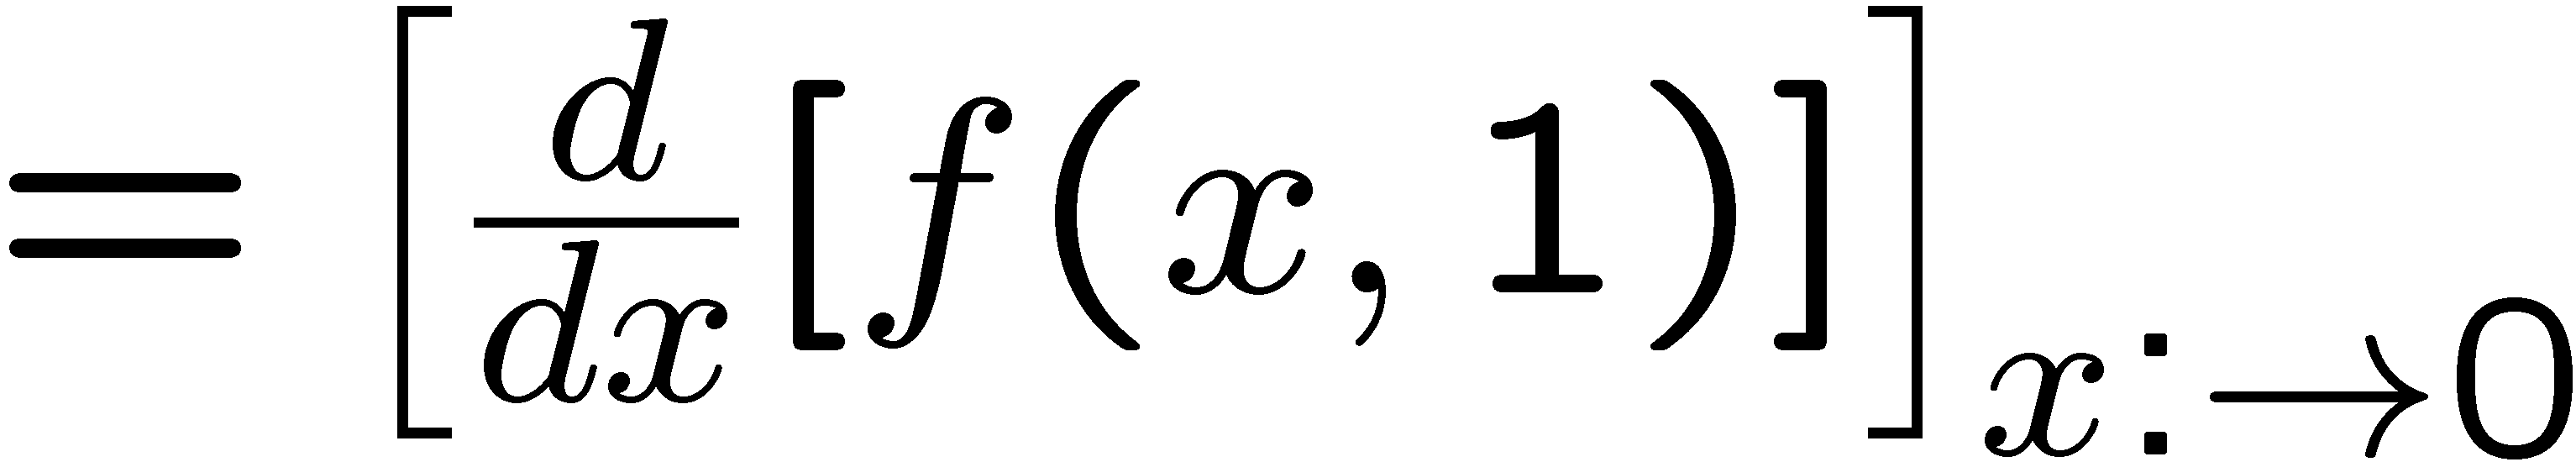 = [d/dx [f(x, 1)]]_{x:→0}